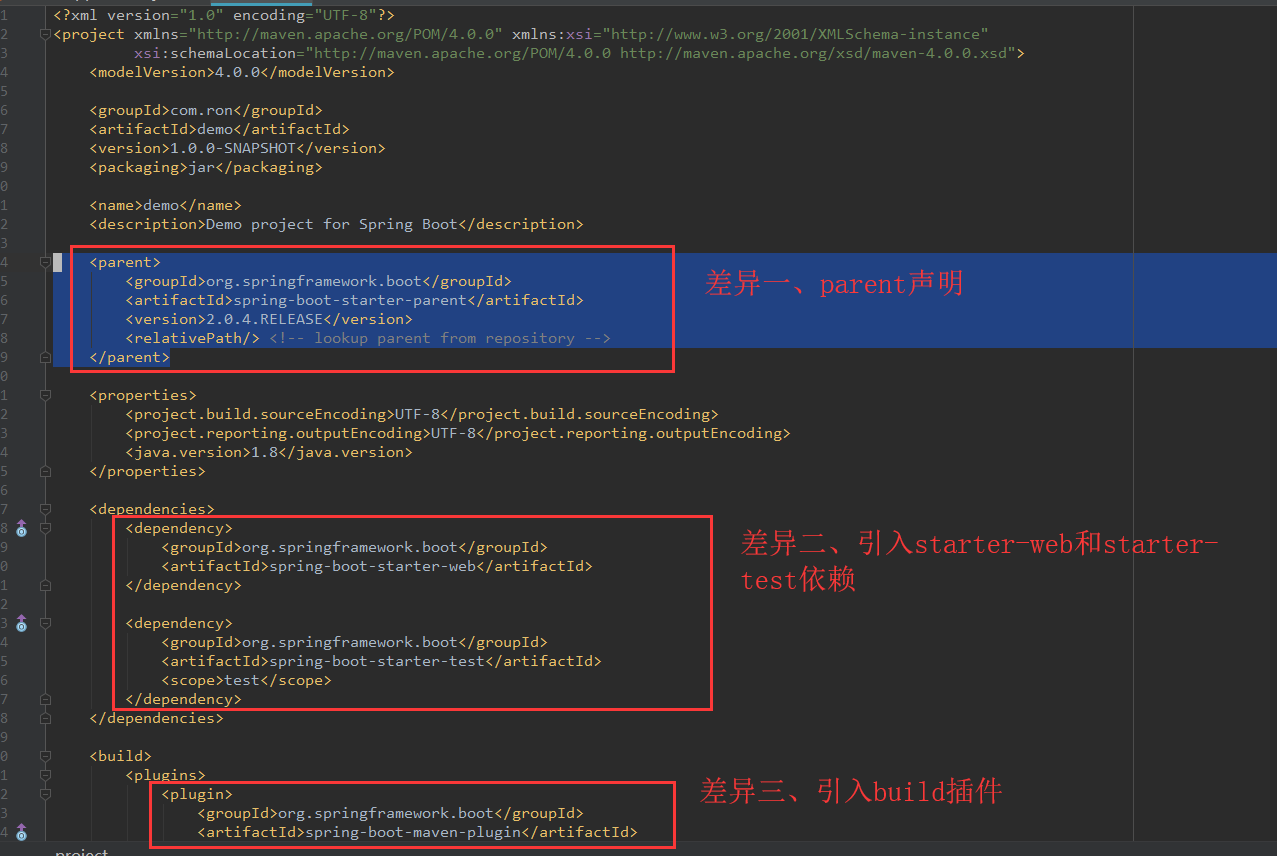 1 <?xml version="1.0" encoding="UTF-8"?>
2 <project xmlns="http://maven.apache.org/POM/4.0.0" xmlns:xsi="http://www.w3.org/2001/XMLSchema-instance"
3 xsi:schemaLocation="http://maven.apache.org/POM/4.0.0 http://maven.apache.org/xsd/maven-4.0.0.xsd">
4 <modelVersion>4.0.0</modelVersion>
5
6 <groupId>com.ron</groupId>
7 <artifactId>demo</artifactId>
8 <version>1.0.0-SNAPSHOT</version>
9 <packaging>jar</packaging>
0
1 <name>demo</name>
2 <description>Demo project for Spring Boot</description>
3
4 <parent>
5 <groupId>org.springframework.boot</groupId>
6 <artifactId>spring-boot-starter-parent</artifactId>
7 <version>2.0.4.RELEASE</version>
8 <relativePath/> <!-- lookup parent from repository -->
9 </parent>
差异一、parent声明
0
1 <properties>
2 <project.build.sourceEncoding>UTF-8</project.build.sourceEncoding>
3 <project.reporting.outputEncoding>UTF-8</project.reporting.outputEncoding>
4 <java.version>1.8</java.version>
5 </properties>
6
7 <dependencies>
8 <dependency>
9 <groupId>org.springframework.boot</groupId>
0 <artifactId>spring-boot-starter-web</artifactId>
1 </dependency>
2
3 <dependency>
4 <groupId>org.springframework.boot</groupId>
5 <artifactId>spring-boot-starter-test</artifactId>
6 <scope>test</scope>
7 </dependency>
差异二、引入starter-web和starter-
test依赖
8 </dependencies>
9
0 <build>
1 <plugins>
2 <plugin>
3 <groupId>org.springframework.boot</groupId>
4 <artifactId>spring-boot-maven-plugin</artifactId>
差异三、引入build插件
project